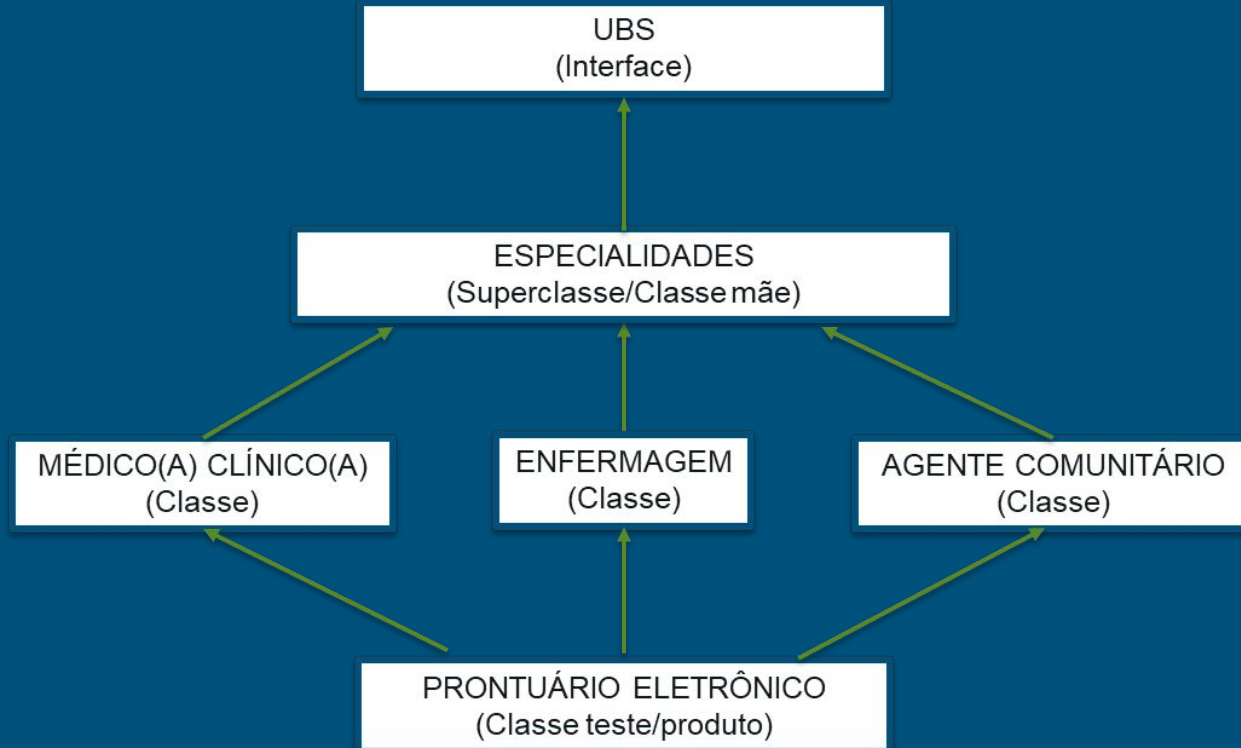 UBS
(Interface)
ESPECIALIDADES
(Superclasse/Classe mãe)
MÉDICO(A) CLÍNICO(A)
(Classe)
ENFERMAGEM
(Classe)
AGENTE COMUNITÁRIO
(Classe)
PRONTUÁRIO ELETRÔNICO
(Classe teste/produto)